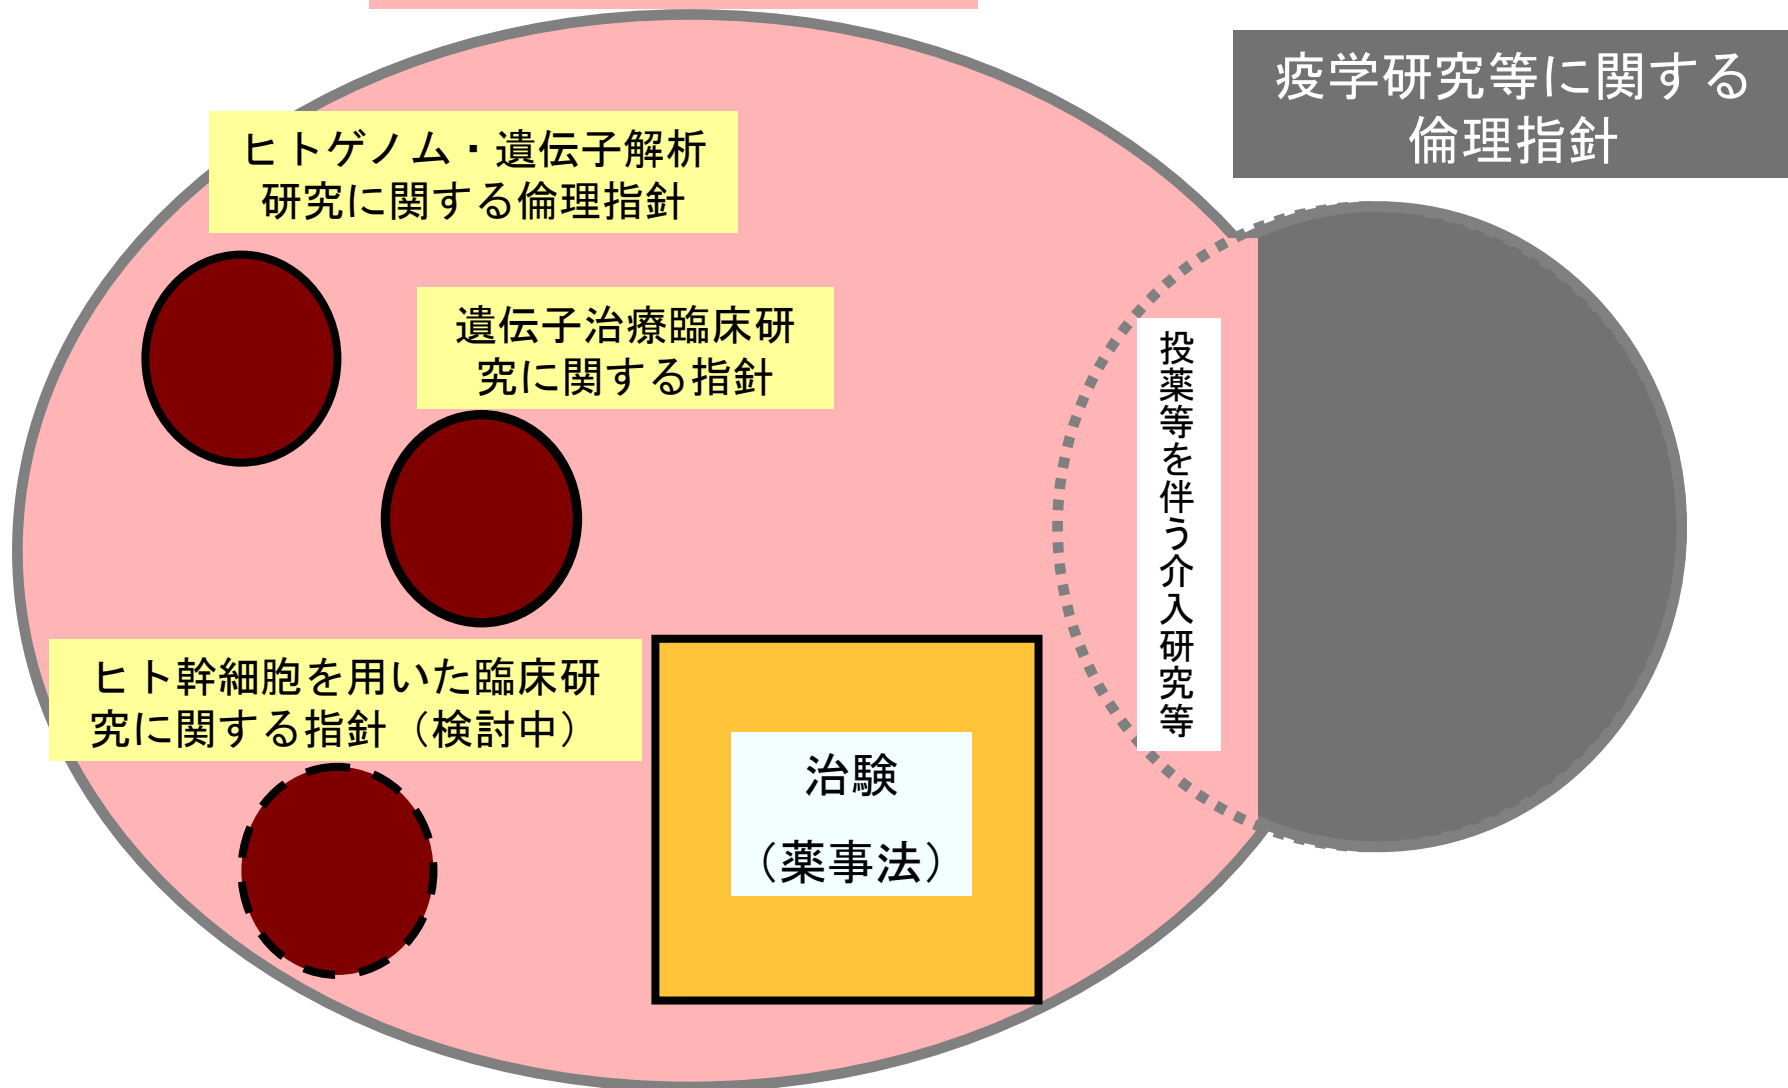 疫学研究等に関する
倫理指針
ヒトゲノム・遺伝子解析
研究に関する倫理指針
遺伝子治療臨床研
究に関する指針
投薬等を伴う介入研究等
ヒト幹細胞を用いた臨床研
究に関する指針（検討中）
治験
（薬事法）